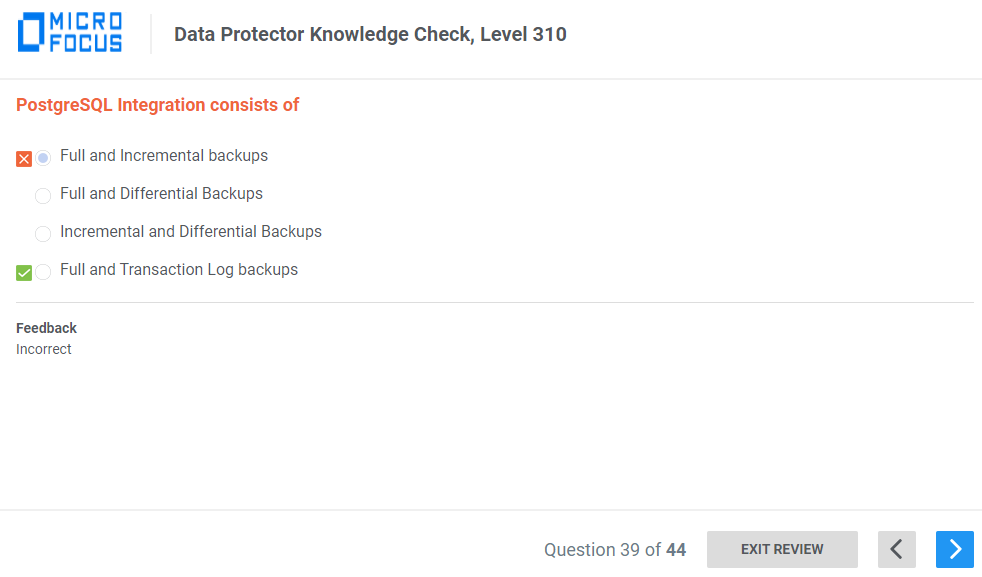 MICRO
FOCUS
Data Protector Knowledge Check, Level 310
PostgreSQL Integration consists of
Full and Incremental backups
Full and Differential Backups
Incremental and Differential Backups
Full and Transaction Log backups
Feedback
Incorrect
Question 39 of 44
EXIT REVIEW